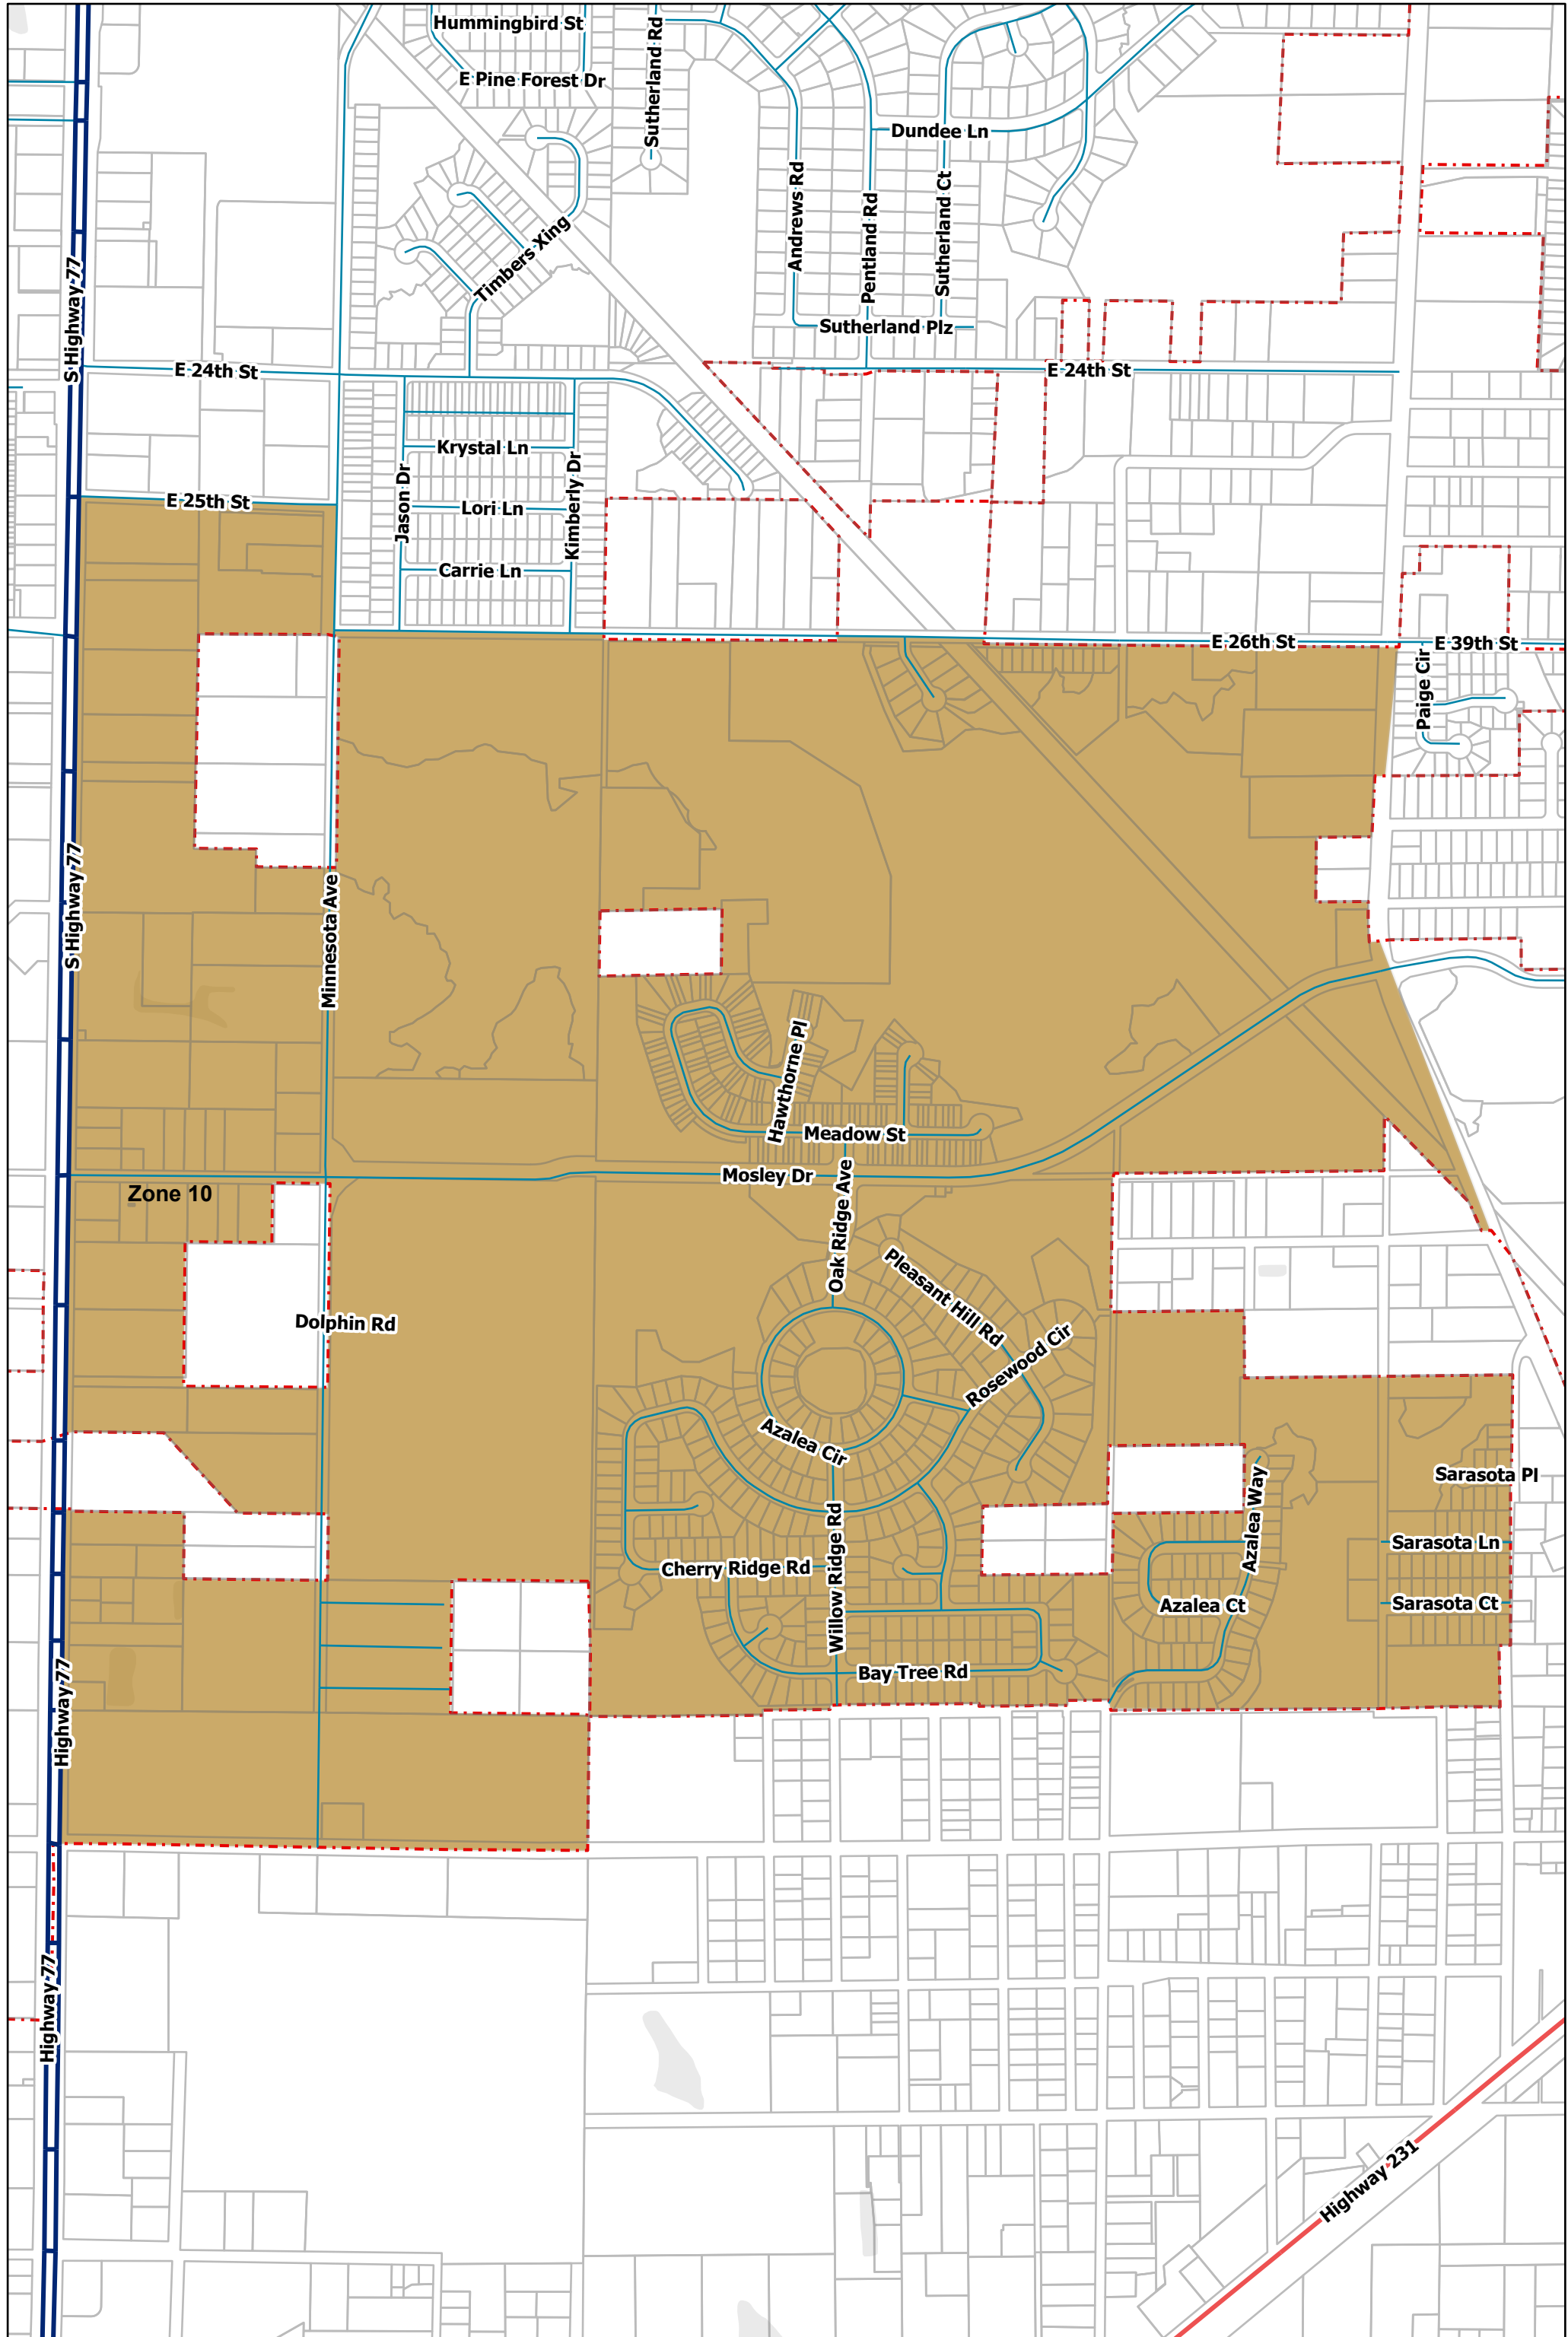 Hummingbird St
E Pine Forest Dr
Sutherland Rd
Dundee Ln
Andrews Rd
Pentland Rd
Sutherland Ct
Timbers Xing
S Highway 77
Sutherland Plz
E 24th St
E 24th St
Krystal Ln
Jason Dr
Kimberly Dr
E 25th St
Lori Ln
Carrie Ln
E 26th St
E 39th St
Paige Cir
S Highway 77
Minnesota Ave
Hawthorne Pl
Meadow St
Mosley Dr
Zone 10
Oak Ridge Ave
Pleasant Hill Rd
Dolphin Rd
Rosewood Cir
Azalea Cir
Sarasota Pl
Azalea Way
Sarasota Ln
Willow Ridge Rd
Cherry Ridge Rd
Azalea Ct
Sarasota Ct
Bay Tree Rd
Highway 77
Highway 77
Highway 231